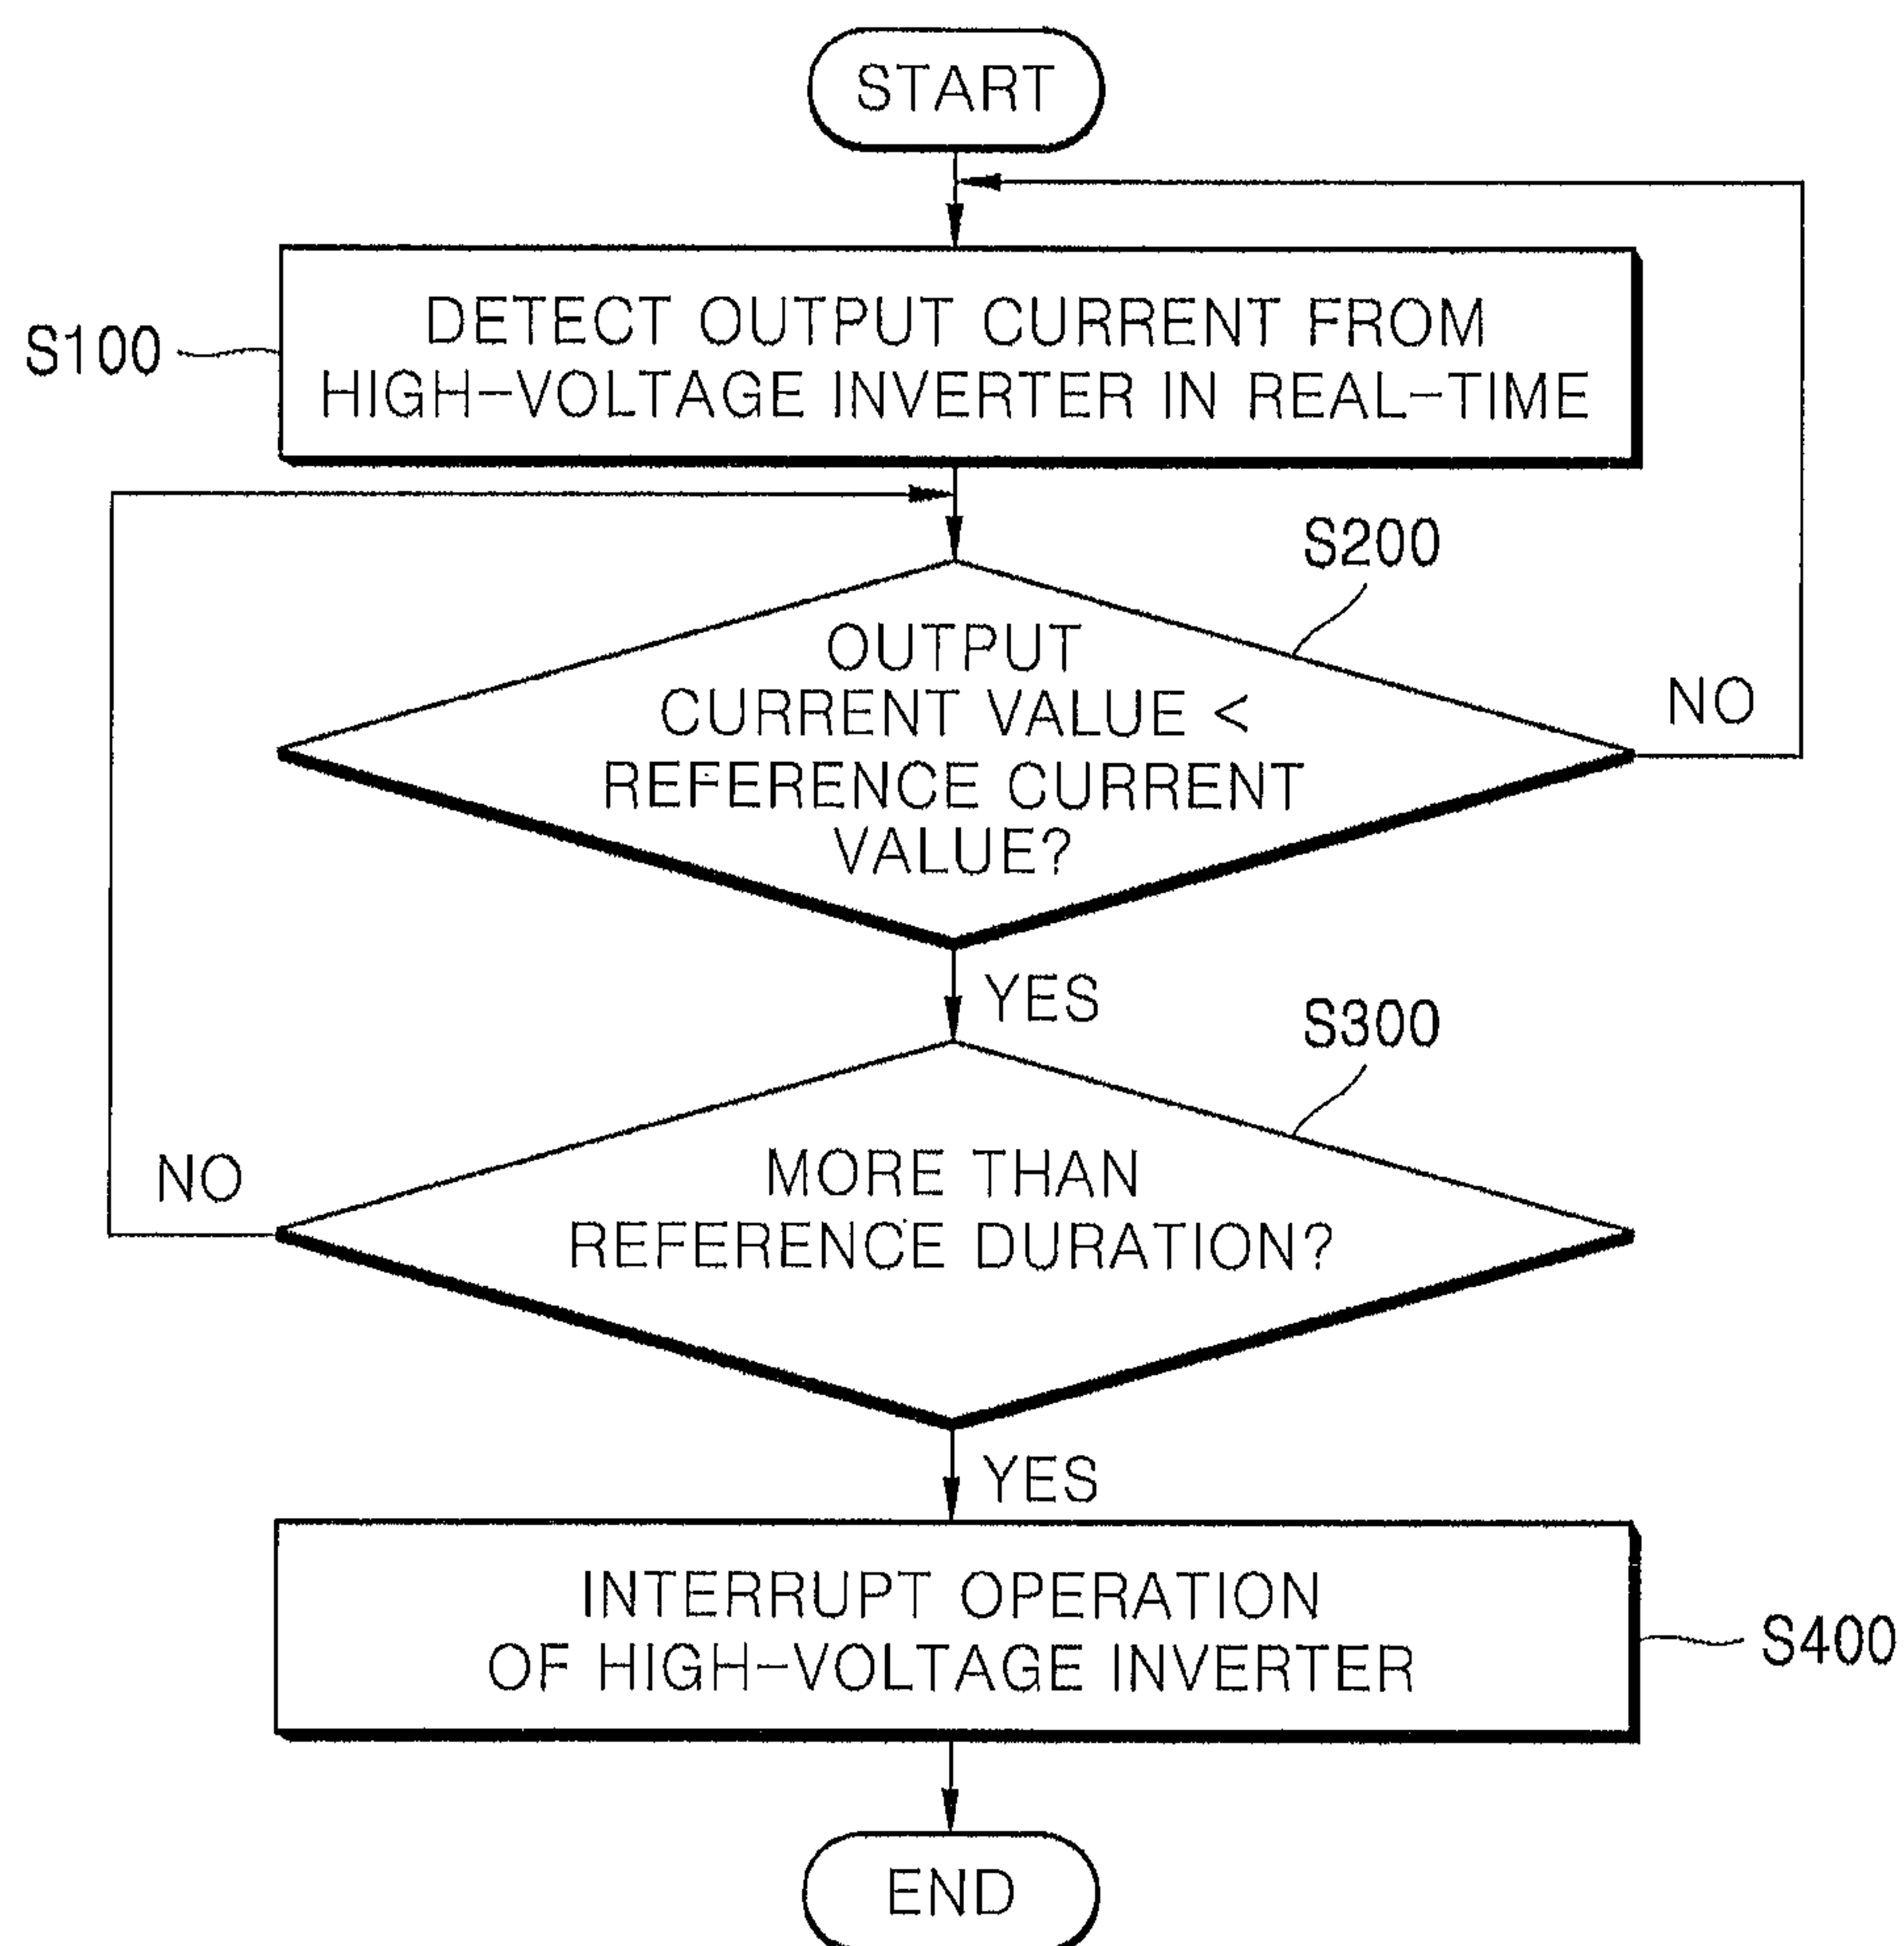 START
DETECT OUTPUT CURRENT FROM
HIGH-VOLTAGE INVERTER IN REAL-TIME
S100
S200
OUTPUT
CURRENT VALUE <
REFERENCE CURRENT
VALUE?
NO
YES
S300
MORE THAN
REFERENCE DURATION?
NO
YES
INTERRUPT OPERATION
OF HIGH-VOLTAGE INVERTER
S400
END